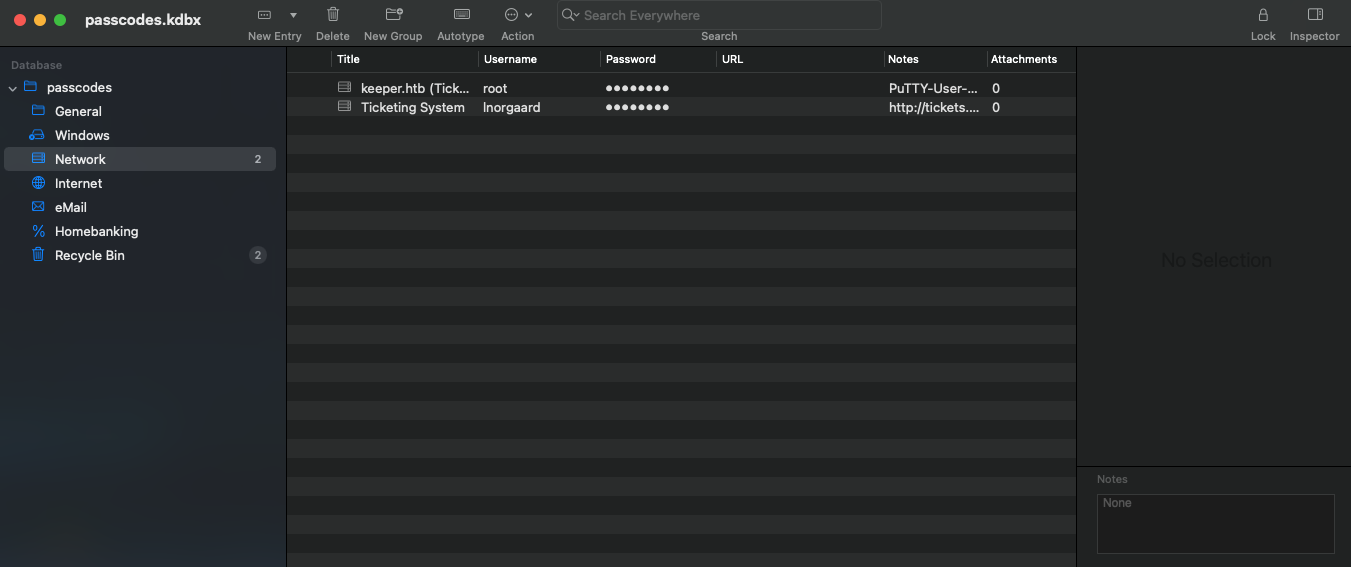 passcodes.kdbx
New Entry Delete New Group Autotype Action Search Everywhere Search Lock Inspector
Database
passcodes
General
Windows
Network 2
Internet
eMail
Homebanking
Recycle Bin 2
Title Username Password URL Notes Attachments
keeper.htb (Tick... root ●●●●●●●● PuTTY-User-... 0
Ticketing System lnorgaard ●●●●●●●● http://tickets.... 0
No Selection
Notes
None